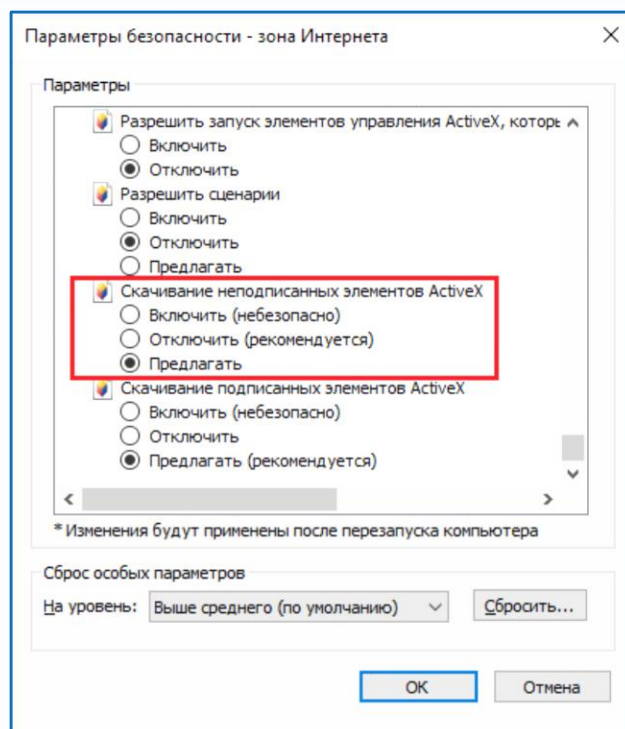 Параметры безопасности - зона Интернета
Параметры
Разрешить запуск элементов управления ActiveX, которы
Включить
Отключить
Разрешить сценарии
Включить
Отключить
Предлагать
Скачивание неподписанных элементов ActiveX
Включить (небезопасно)
Отключить (рекомендуется)
Предлагать
Скачивание подписанных элементов ActiveX
Включить (небезопасно)
Отключить
Предлагать (рекомендуется)
* Изменения будут применены после перезапуска компьютера
Сброс особых параметров
На уровень: Выше среднего (по умолчанию) Сбросить...
ОК Отмена